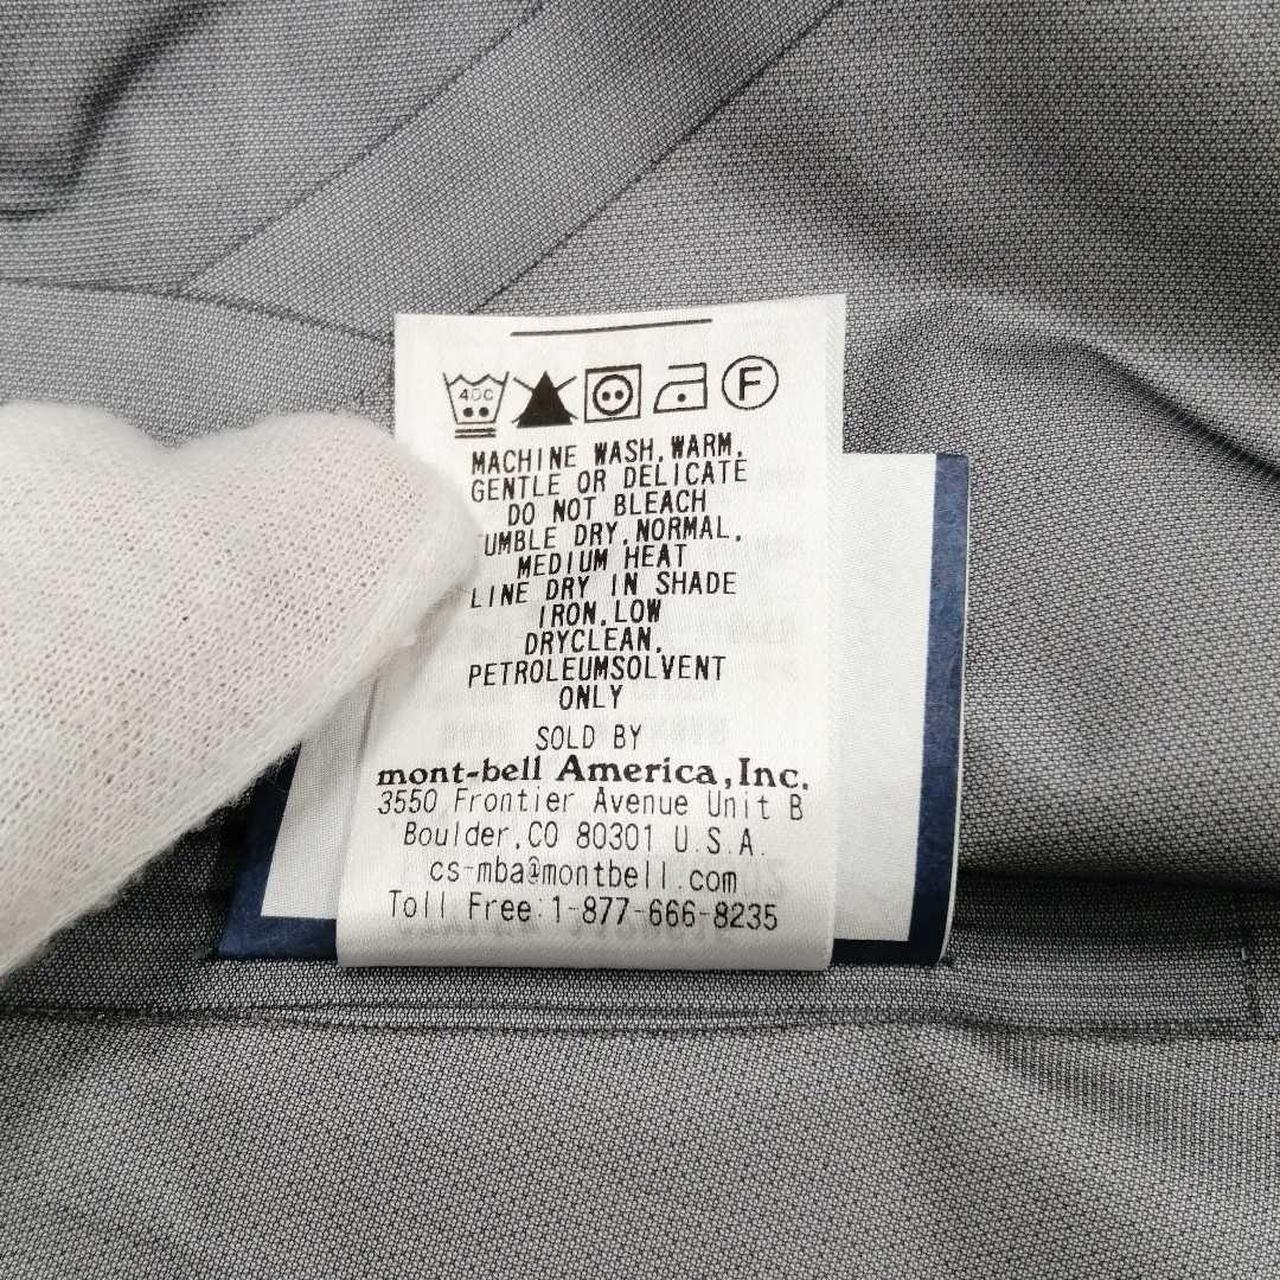 40C
F
MACHINE WASH,WARM,
GENTLE OR DELICATE
DO NOT BLEACH
UMBLE DRY,NORMAL,
MEDIUM HEAT
LINE DRY IN SHADE
IRON,LOW
DRYCLEAN,
PETROLEUMSOLVENT
ONLY
SOLD BY
mont-bell America,Inc.
3550 Frontier Avenue Unit B
Boulder,CO 80301 U.S.A.
cs-mba@montbell.com
Toll Free:1-877-666-8235